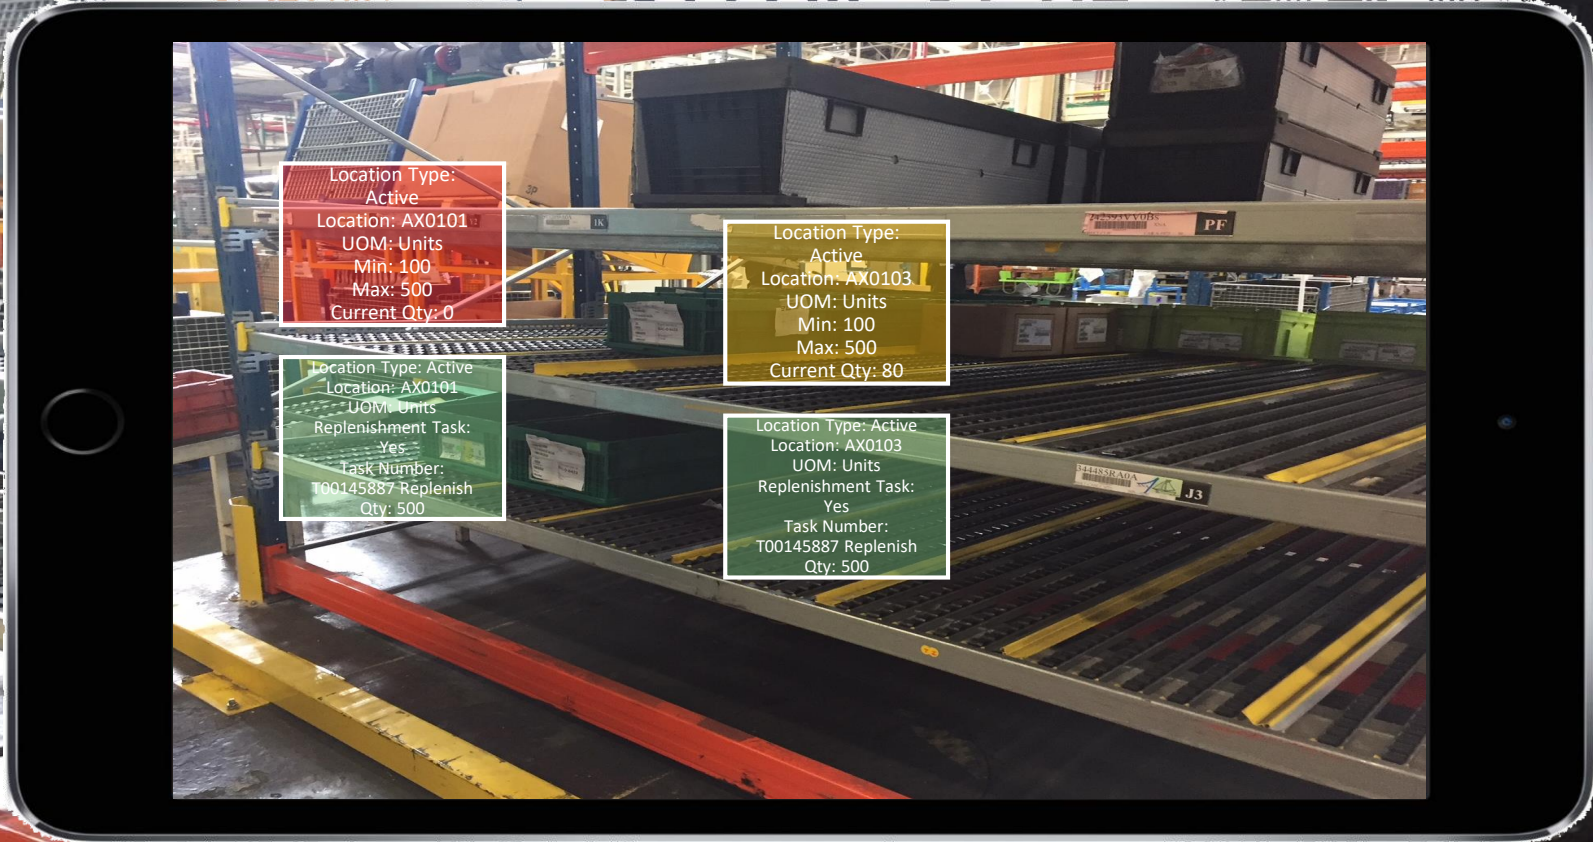 Location Type:
Active
Location: AX0101
UOM: Units
Min: 100
Max: 500
Current Qty: 0
Location Type: Active
Location: AX0101
UOM: Units
Replenishment Task:
Yes
Task Number:
T00145887 Replenish
Qty: 500
Location Type:
Active
Location: AX0103
UOM: Units
Min: 100
Max: 500
Current Qty: 80
Location Type: Active
Location: AX0103
UOM: Units
Replenishment Task:
Yes
Task Number:
T00145887 Replenish
Qty: 500
3P
IK
PF
344485RA0A
J3